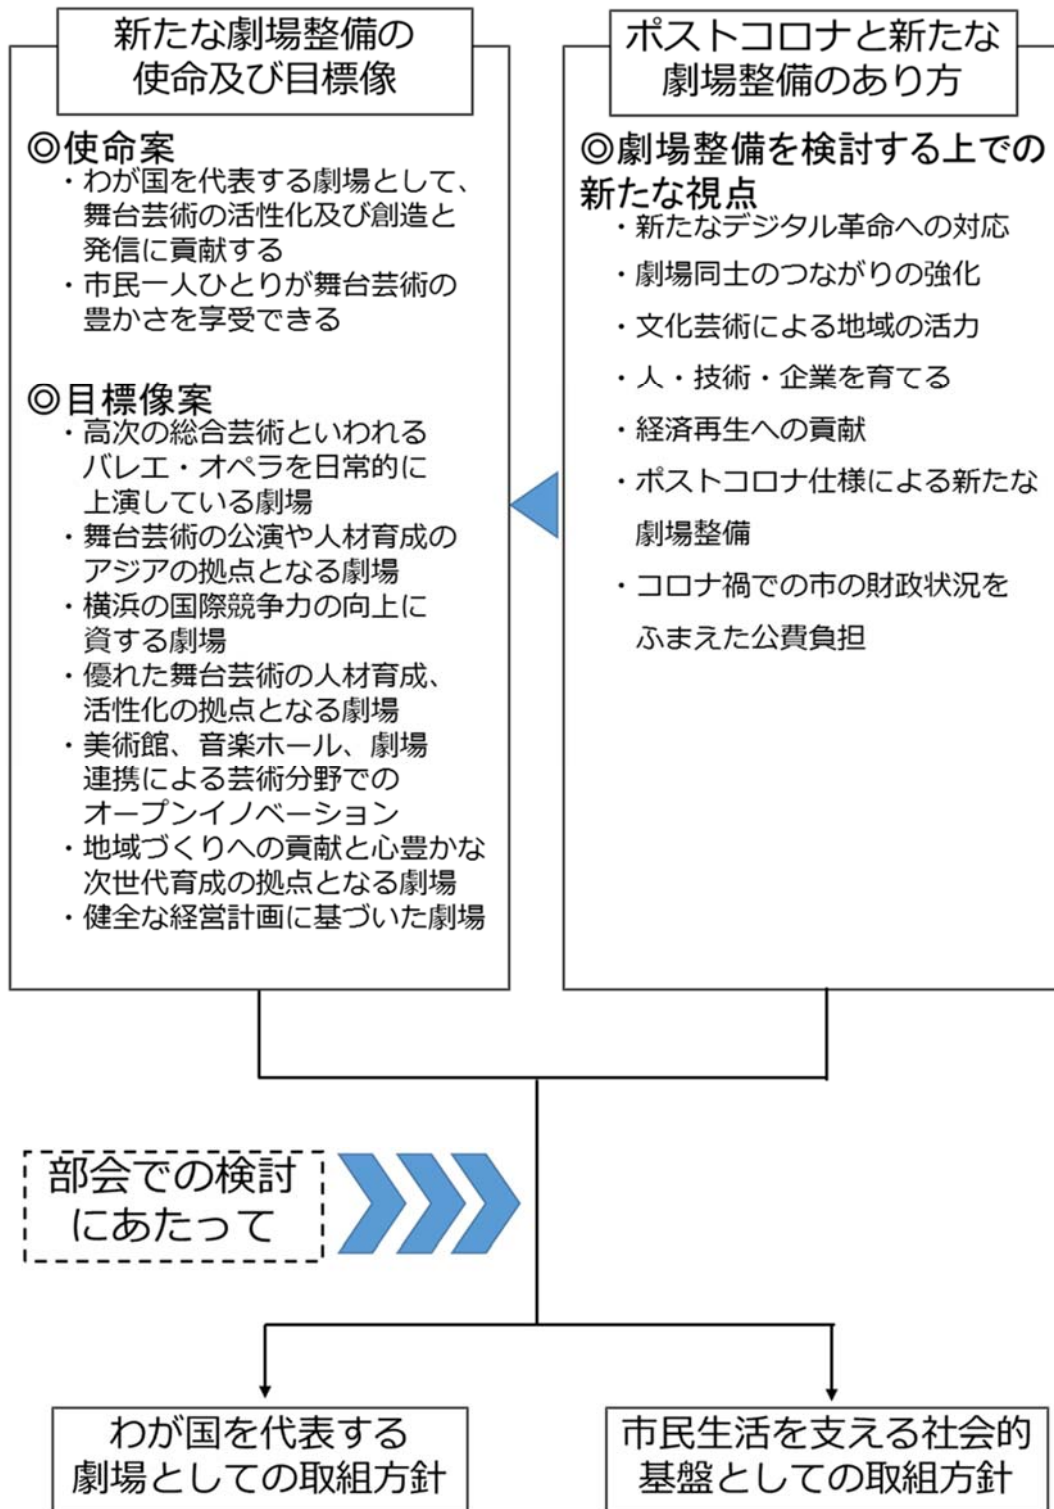 新たな劇場整備の
使命及び目標像
◎使命案
・わが国を代表する劇場として、
舞台芸術の活性化及び創造と
発信に貢献する
・市民一人ひとりが舞台芸術の
豊かさを享受できる
◎目標像案
・高次の総合芸術といわれる
バレエ・オペラを日常的に
上演している劇場
・舞台芸術の公演や人材育成の
アジアの拠点となる劇場
・横浜の国際競争力の向上に
資する劇場
・優れた舞台芸術の人材育成、
活性化の拠点となる劇場
・美術館、音楽ホール、劇場
連携による芸術分野での
オープンイノベーション
・地域づくりへの貢献と心豊かな
次世代育成の拠点となる劇場
・健全な経営計画に基づいた劇場
ポストコロナと新たな
劇場整備のあり方
◎劇場整備を検討する上での
新たな視点
・新たなデジタル革命への対応
・劇場同士のつながりの強化
・文化芸術による地域の活力
・人・技術・企業を育てる
・経済再生への貢献
・ポストコロナ仕様による新たな
劇場整備
・コロナ禍での市の財政状況を
ふまえた公費負担
部会での検討
にあたって
わが国を代表する
劇場としての取組方針
市民生活を支える社会的
基盤としての取組方針